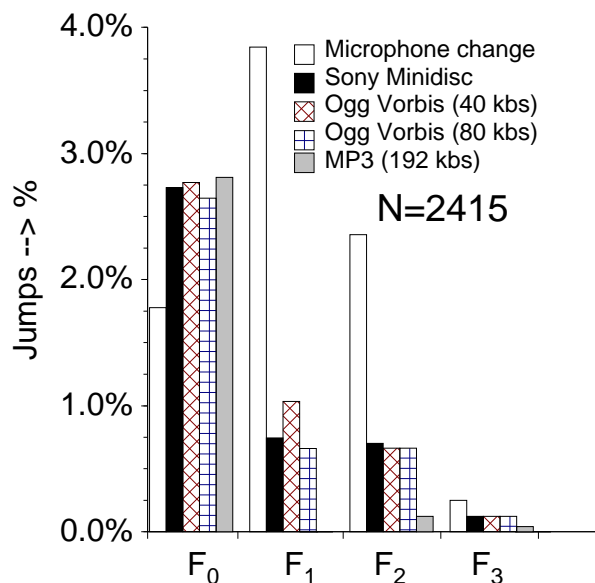 4.0%
Microphone change
Sony Minidisc
Ogg Vorbis (40 kbs)
Ogg Vorbis (80 kbs)
MP3 (192 kbs)
3.0%
N=2415
2.0%
1.0%
0.0%
Jumps --> %
F₀ F₁ F₂ F₃